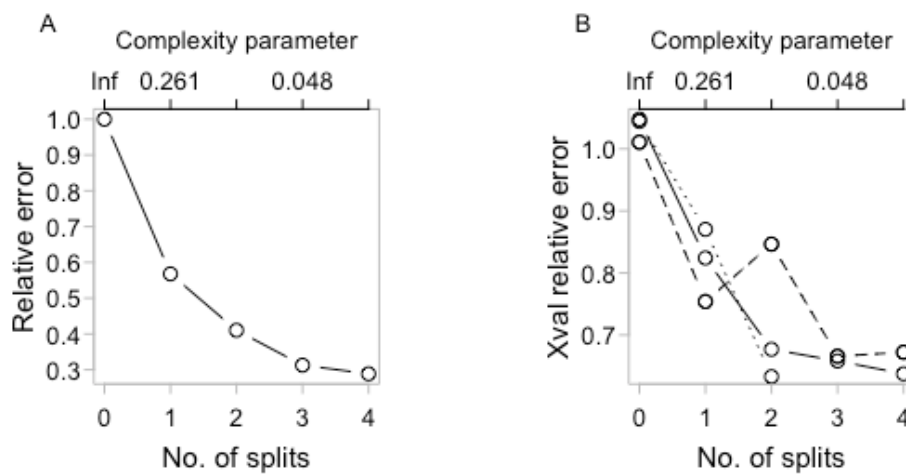 A
Complexity parameter
Inf 0.261 0.048
1.0
0.9
0.8
0.7
0.6
0.5
0.4
0.3
Relative error
0 1 2 3 4
No. of splits
B
Complexity parameter
Inf 0.261 0.048
1.0
0.9
0.8
0.7
Xval relative error
0 1 2 3 4
No. of splits